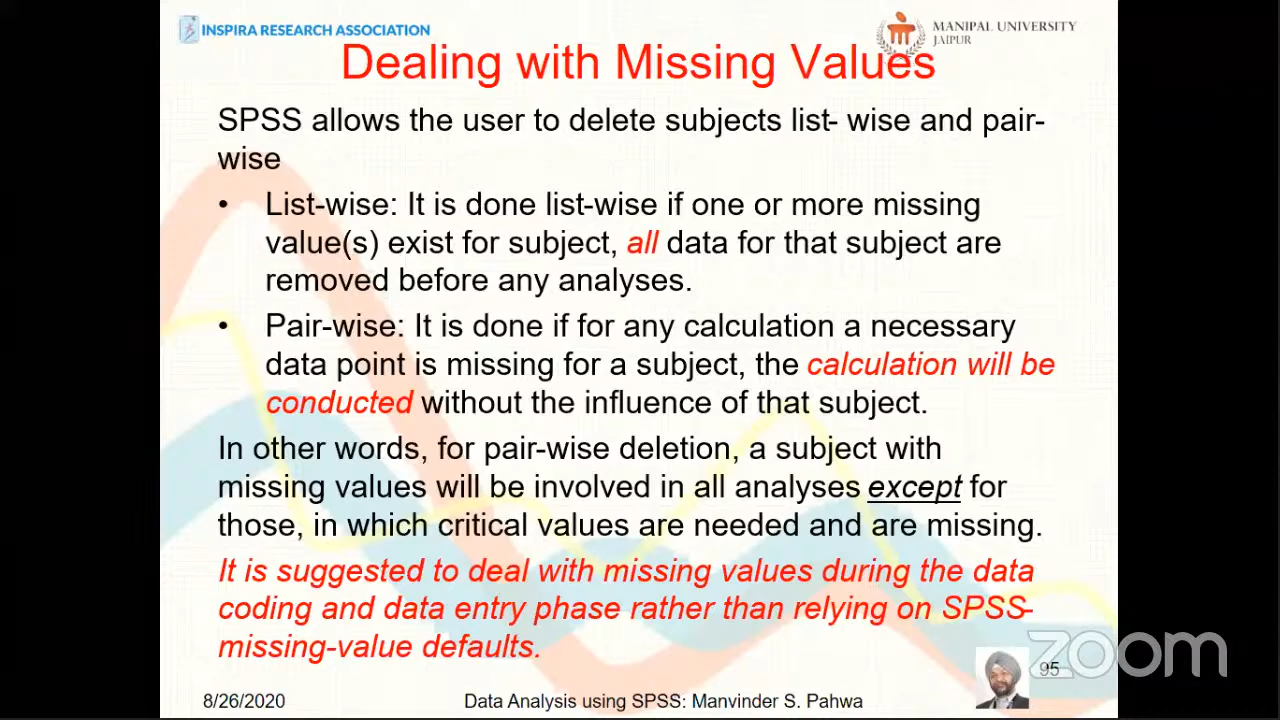 INSPIRA RESEARCH ASSOCIATION
MANIPAL UNIVERSITY
JAIPUR
Dealing with Missing Values
SPSS allows the user to delete subjects list- wise and pair-
wise
• List-wise: It is done list-wise if one or more missing
value(s) exist for subject, all data for that subject are
removed before any analyses.
• Pair-wise: It is done if for any calculation a necessary
data point is missing for a subject, the calculation will be
conducted without the influence of that subject.
In other words, for pair-wise deletion, a subject with
missing values will be involved in all analyses except for
those, in which critical values are needed and are missing.
It is suggested to deal with missing values during the data
coding and data entry phase rather than relying on SPSS-
missing-value defaults.
zoom
95
8/26/2020
Data Analysis using SPSS: Manvinder S. Pahwa